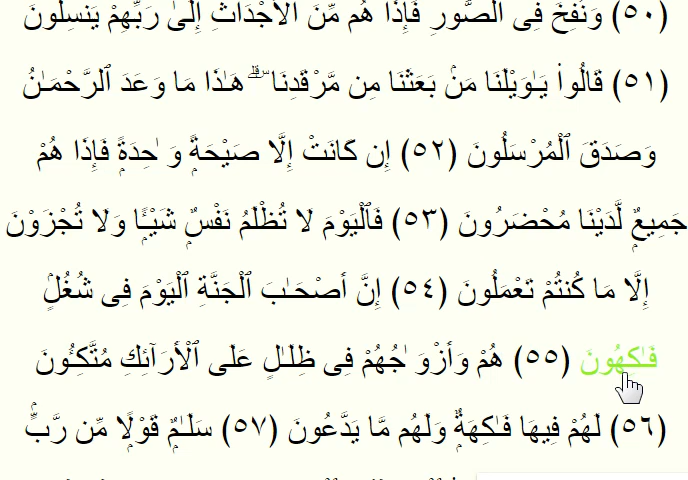 (٥٠) وَنُفِخَ فِى ٱلصُّورِ فَإِذَا هُم مِّنَ ٱلْأَجْدَاثِ إِلَىٰ رَبِّهِمْ يَنسِلُونَ
(٥١) قَالُوا۟ يَـٰوَيْلَنَا مَنۢ بَعَثَنَا مِن مَّرْقَدِنَا ۜ ۗ هَـٰذَا مَا وَعَدَ ٱلرَّحْمَـٰنُ
وَصَدَقَ ٱلْمُرْسَلُونَ (٥٢) إِن كَانَتْ إِلَّا صَيْحَةًۭ وَ ٰحِدَةًۭ فَإِذَا هُمْ
جَمِيعٌۭ لَّدَيْنَا مُحْضَرُونَ (٥٣) فَٱلْيَوْمَ لَا تُظْلَمُ نَفْسٌۭ شَيْـًۭٔا وَلَا تُجْزَوْنَ
إِلَّا مَا كُنتُمْ تَعْمَلُونَ (٥٤) إِنَّ أَصْحَـٰبَ ٱلْجَنَّةِ ٱلْيَوْمَ فِى شُغُلٍۢ
فَـٰكِهُونَ (٥٥) هُمْ وَأَزْوَ ٰجُهُمْ فِى ظِلَـٰلٍ عَلَى ٱلْأَرَآئِكِ مُتَّكِـُٔونَ
(٥٦) لَهُمْ فِيهَا فَـٰكِهَةٌۭ وَلَهُم مَّا يَدَّعُونَ (٥٧) سَلَـٰمٌۭ قَوْلًۭا مِّن رَّبٍّۢ